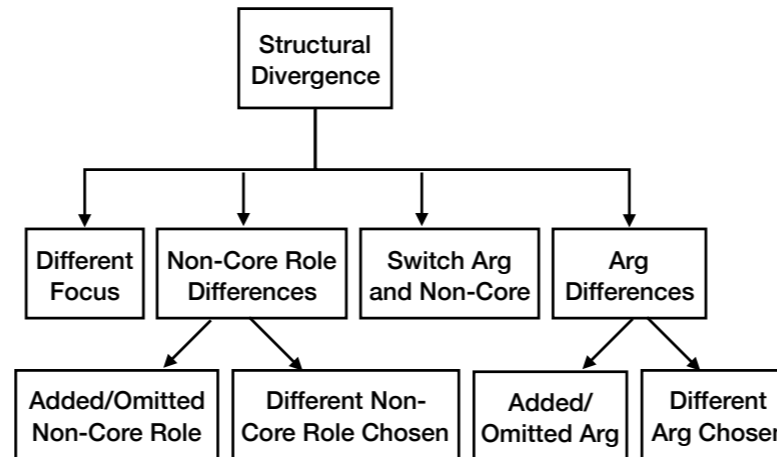 Structural
Divergence
Different
Focus
Non-Core Role
Differences
Switch Arg
and Non-Core
Arg
Differences
Added/Omitted
Non-Core Role
Different Non-
Core Role Chosen
Added/
Omitted Arg
Different
Arg Chosen